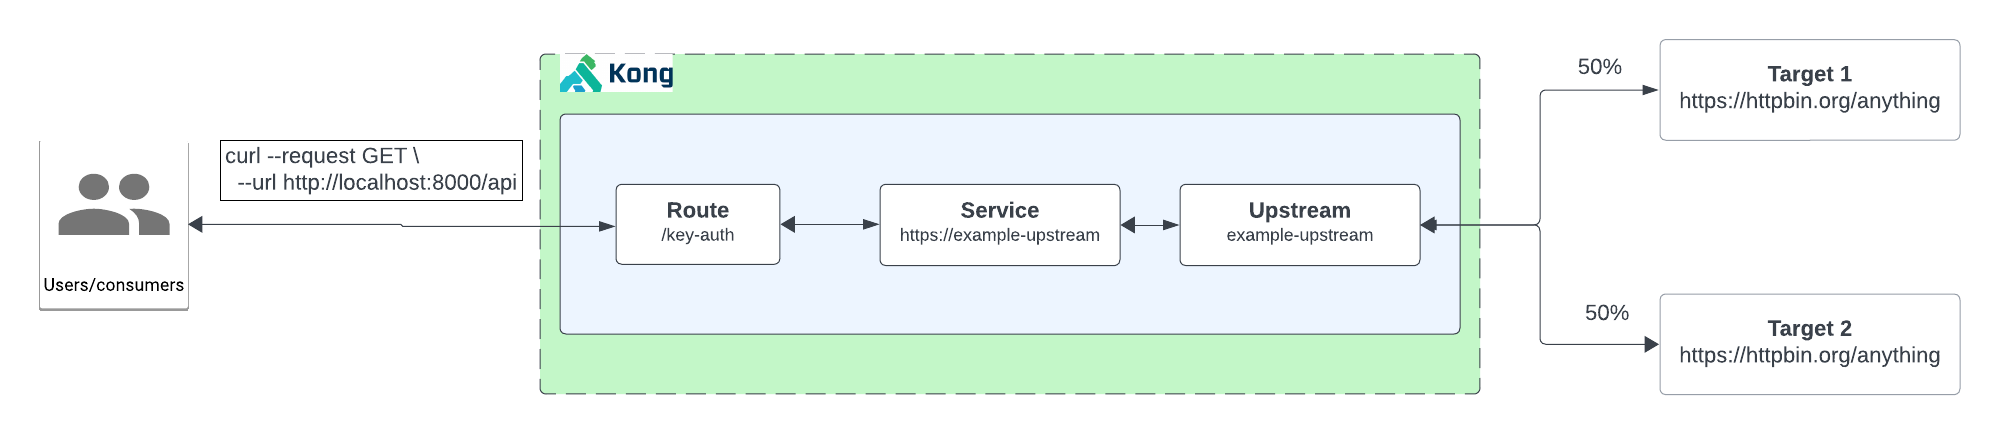 Kong
50%
Target 1
https://httpbin.org/anything
curl --request GET \
--url http://localhost:8000/api
Users/consumers
Route
/key-auth
Service
https://example-upstream
Upstream
example-upstream
50%
Target 2
https://httpbin.org/anything